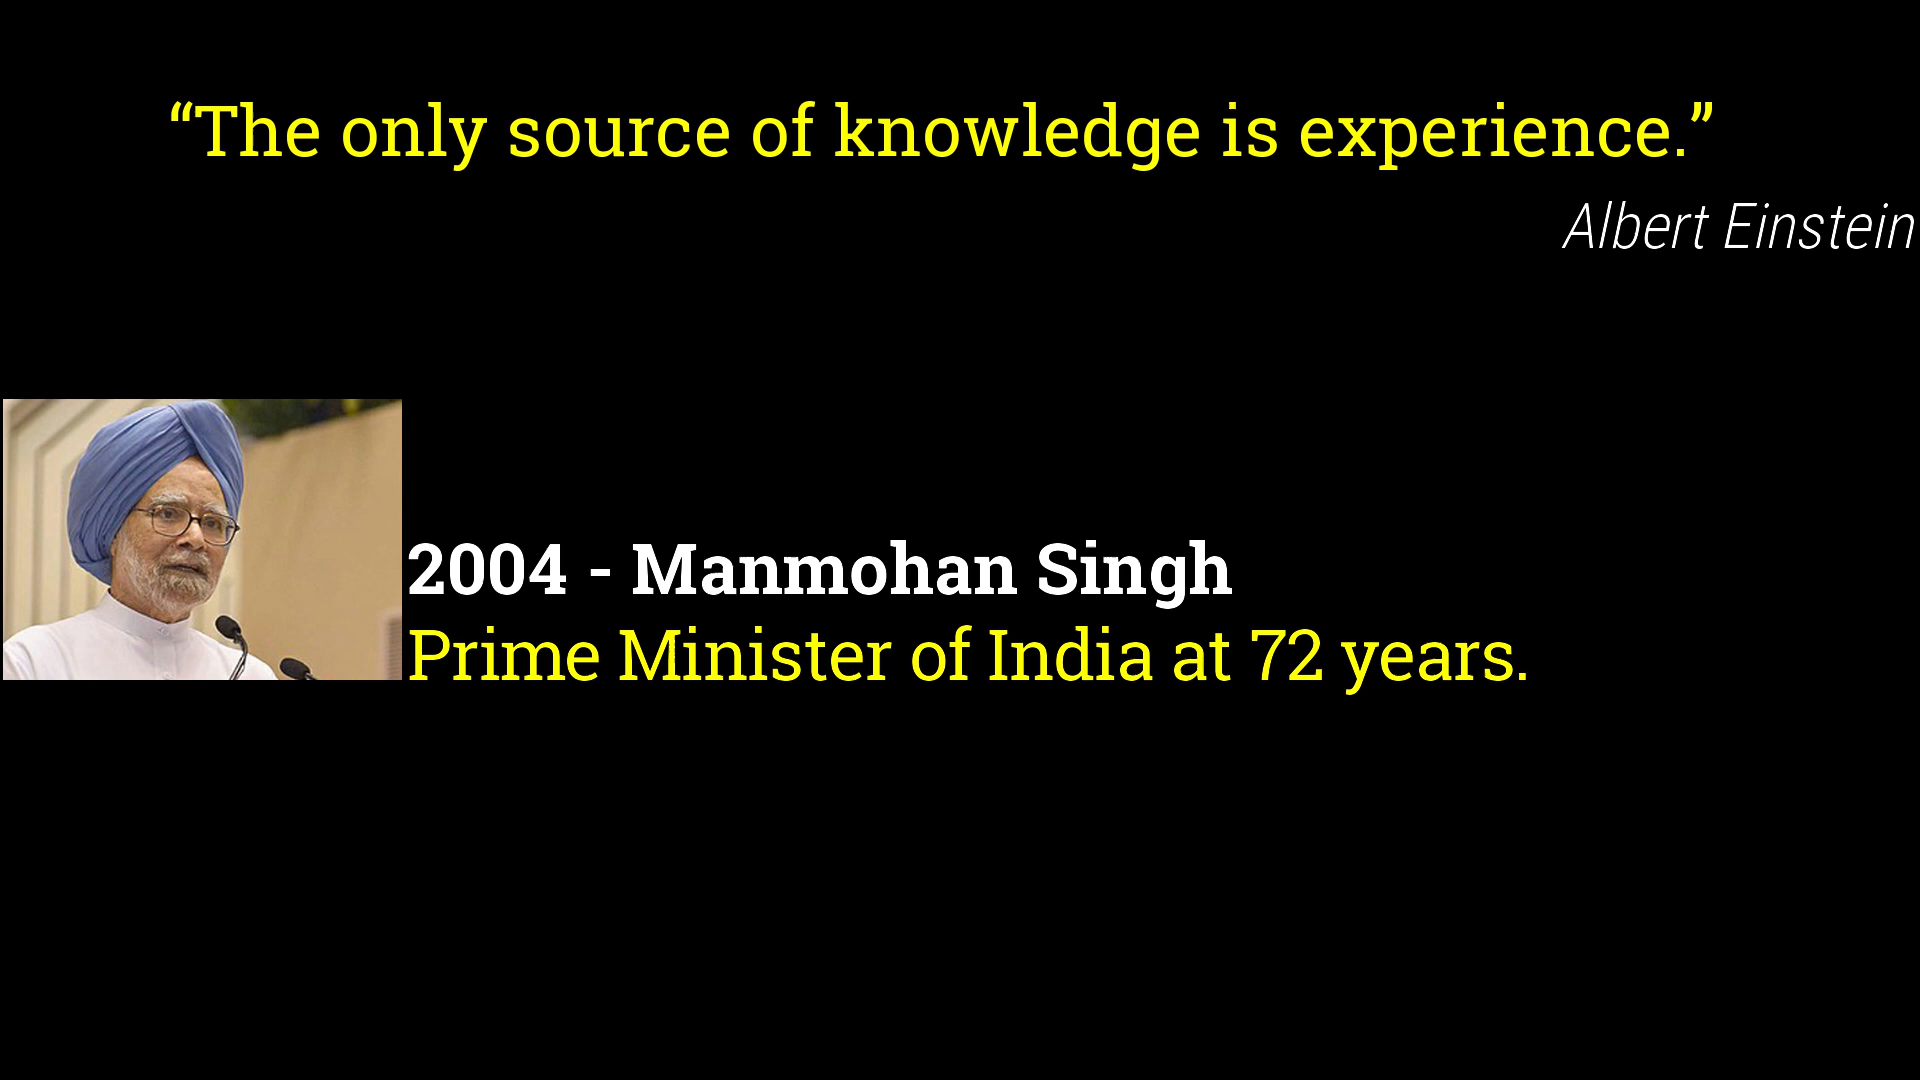 “The only source of knowledge is experience.”
Albert Einstein
2004 - Manmohan Singh
Prime Minister of India at 72 years.